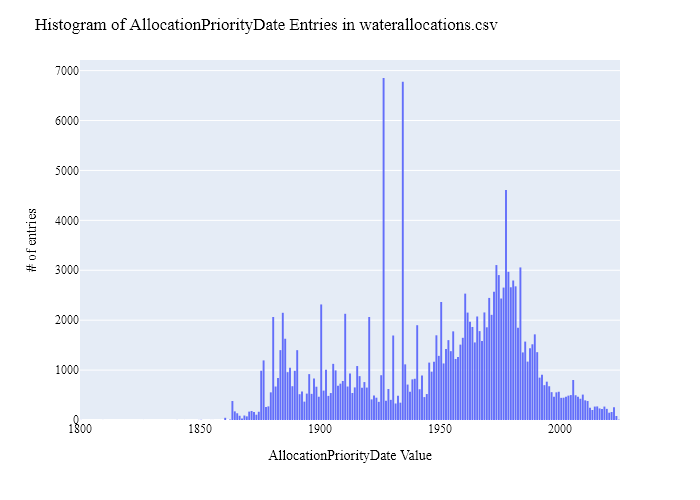 Histogram of AllocationPriorityDate Entries in waterallocations.csv
7000
6000
5000
4000
3000
2000
1000
0
# of entries
1800 1850 1900 1950 2000
AllocationPriorityDate Value